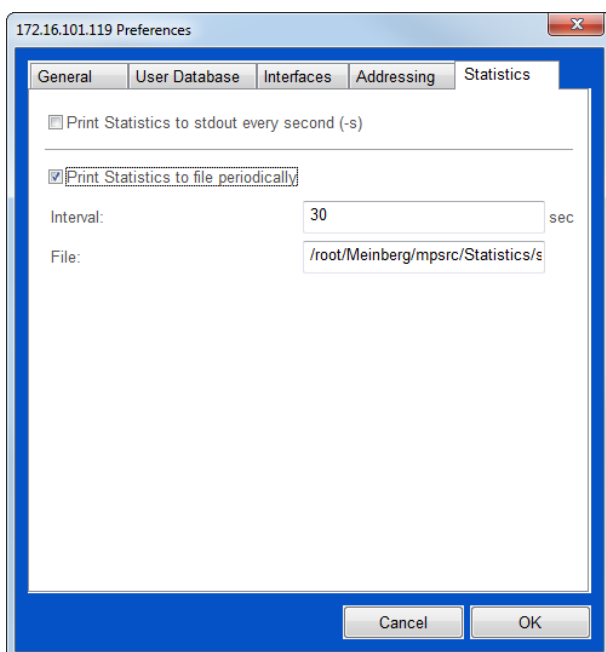 172.16.101.119 Preferences
General User Database Interfaces Addressing Statistics
Print Statistics to stdout every second (-s)
Print Statistics to file periodically
Interval: 30 sec
File: /root/Meinberg/mpsrc/Statistics/s
Cancel OK